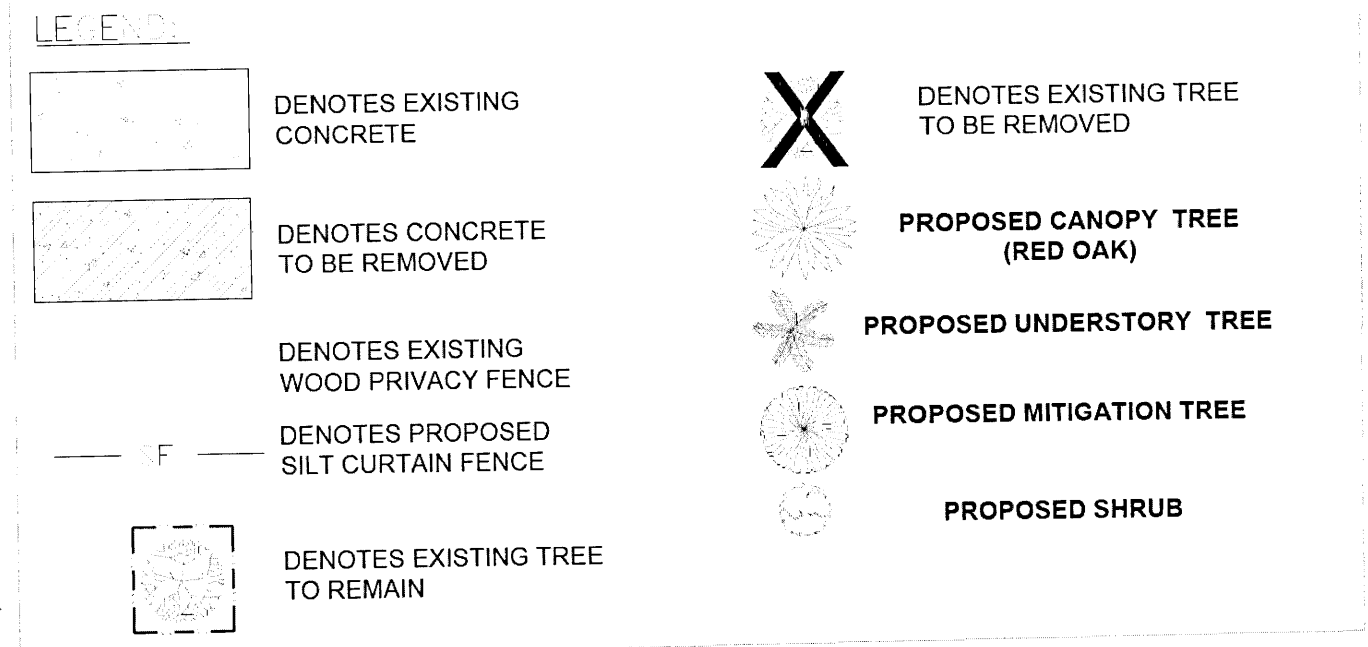 LEGEND:
DENOTES EXISTING
CONCRETE
DENOTES CONCRETE
TO BE REMOVED
DENOTES EXISTING
WOOD PRIVACY FENCE
SF
DENOTES PROPOSED
SILT CURTAIN FENCE
DENOTES EXISTING TREE
TO REMAIN
DENOTES EXISTING TREE
TO BE REMOVED
PROPOSED CANOPY TREE
(RED OAK)
PROPOSED UNDERSTORY TREE
PROPOSED MITIGATION TREE
PROPOSED SHRUB